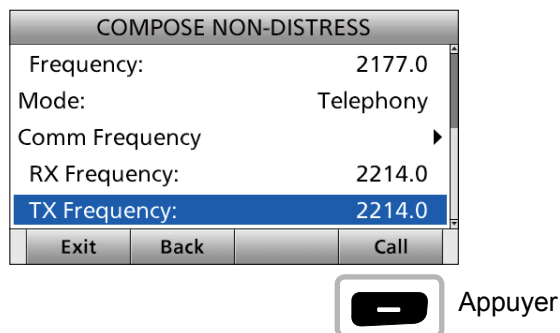 COMPOSE NON-DISTRESS
Frequency: 2177.0
Mode: Telephony
Comm Frequency
RX Frequency: 2214.0
TX Frequency: 2214.0
Exit Back Call
Appuyer